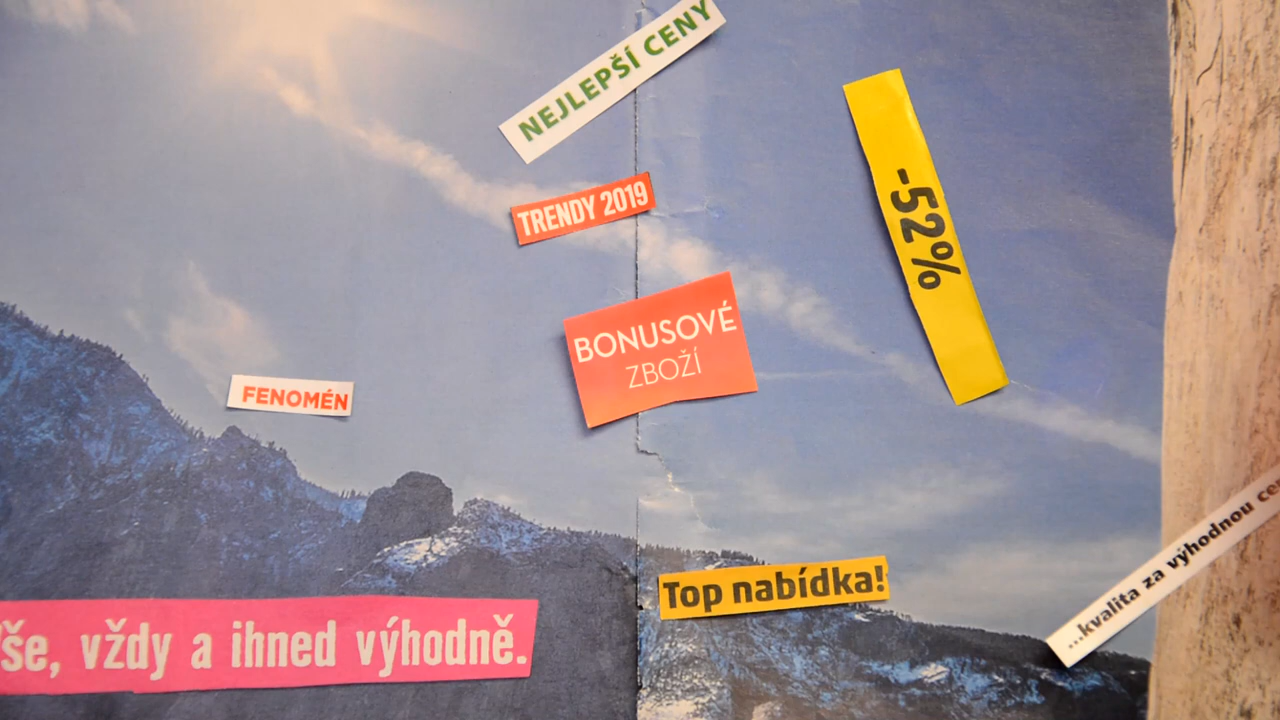 NEJLEPŠÍ CENY
TRENDY 2019
-52%
BONUSOVÉ
ZBOŽÍ
FENOMÉN
...kvalita za výhodnou
Top nabídka!
vždy a ihned výhodně.